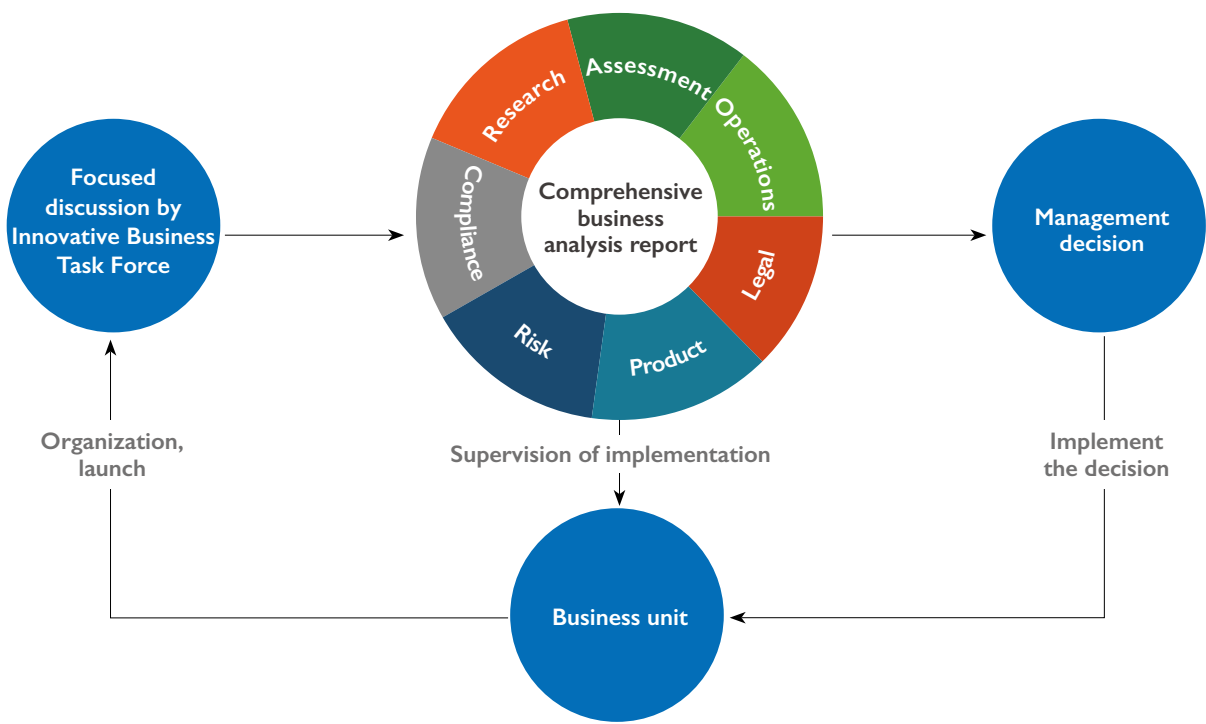 Focused
discussion by
Innovative Business
Task Force
Research
Assessment
Operations
Compliance
Legal
Risk
Product
Comprehensive
business
analysis report
Management
decision
Organization,
launch
Supervision of implementation
Implement
the decision
Business unit